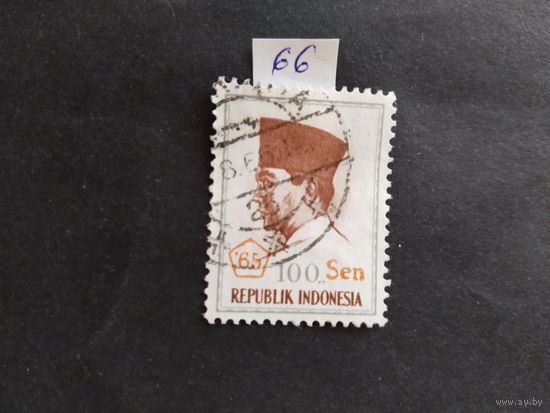 66
'65 100.. Sen
REPUBLIK INDONESIA
www.ay.by